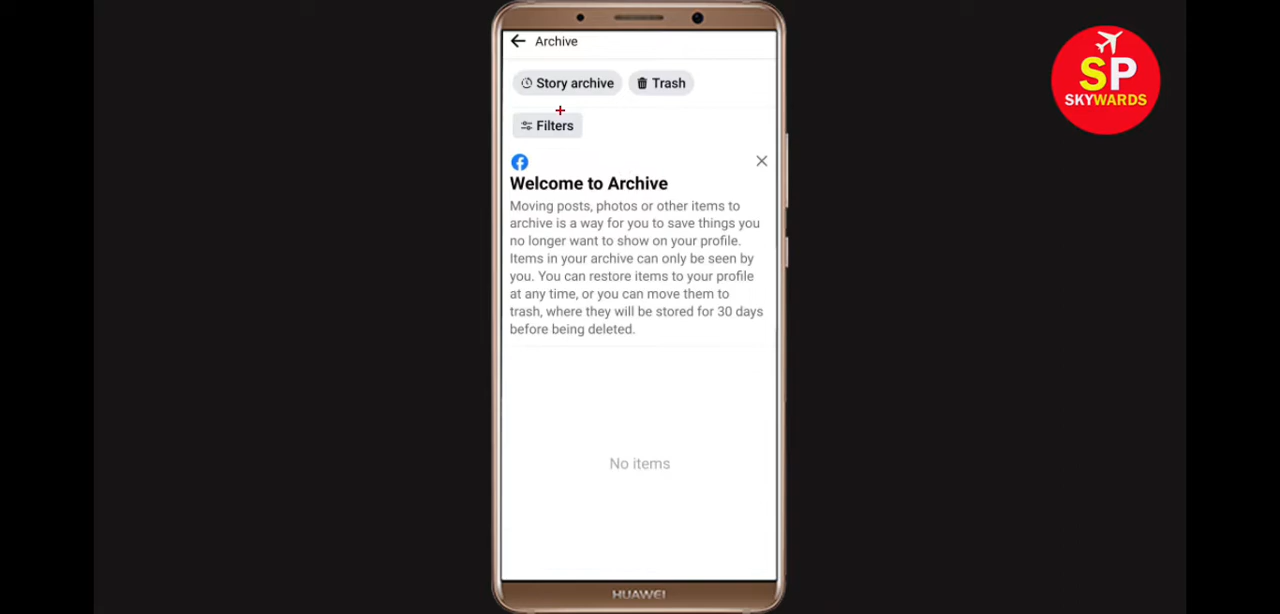 Archive
Story archive
Trash
Filters
Welcome to Archive
Moving posts, photos or other items to
archive is a way for you to save things you
no longer want to show on your profile.
Items in your archive can only be seen by
you. You can restore items to your profile
at any time, or you can move them to
trash, where they will be stored for 30 days
before being deleted.
No items
HUAWEI
SP
SKYWARDS